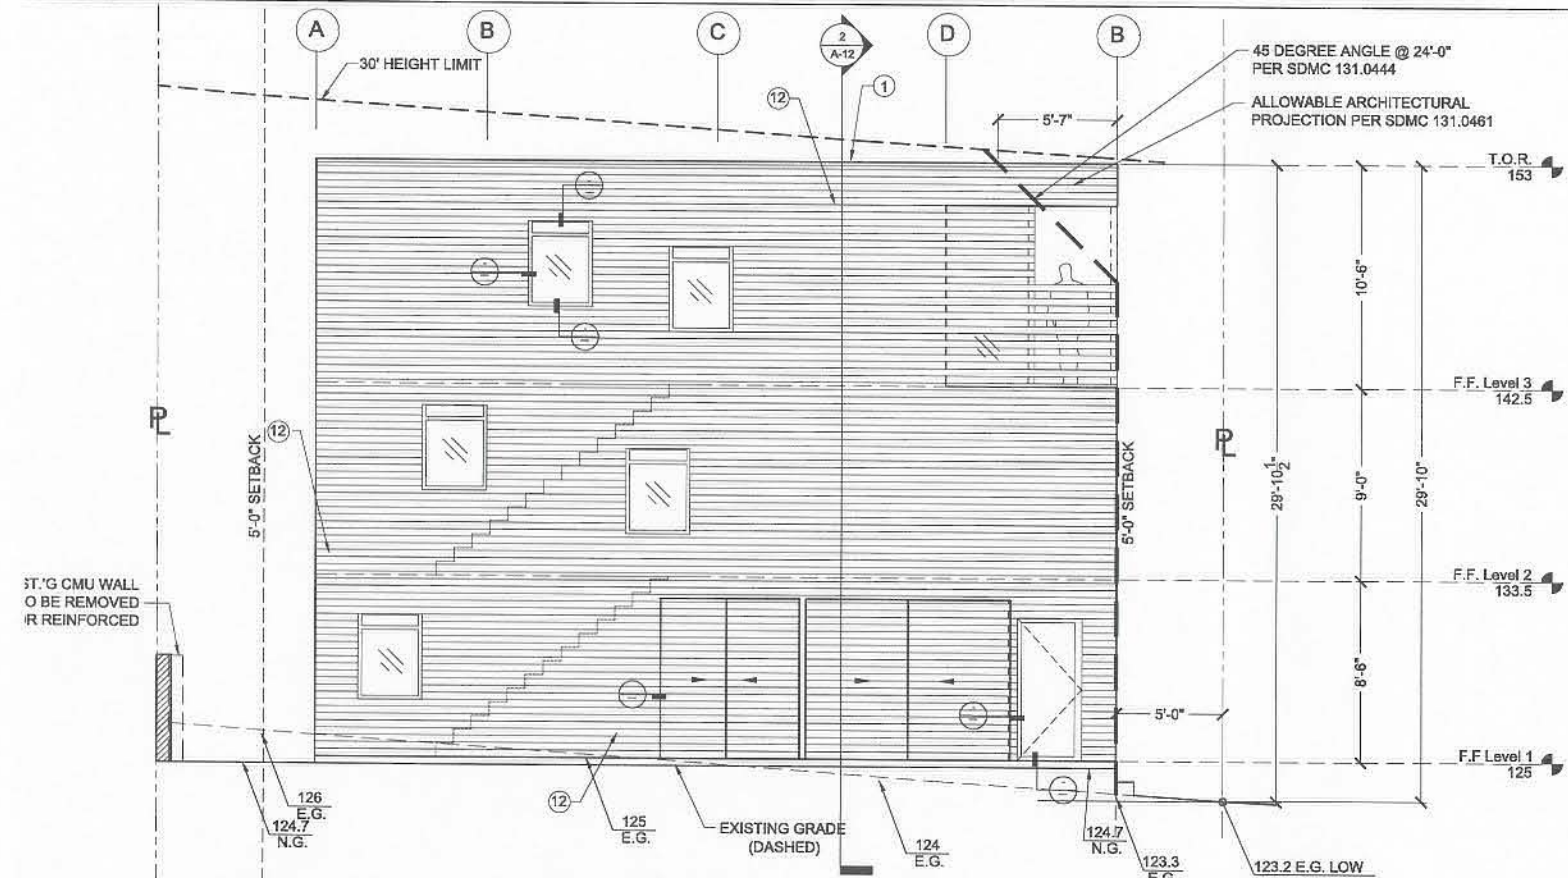 A
B
C
2
A-12
D
B
30' HEIGHT LIMIT
12
1
5'-7"
45 DEGREE ANGLE @ 24'-0"
PER SDMC 131.0444
ALLOWABLE ARCHITECTURAL
PROJECTION PER SDMC 131.0461
T.O.R.
153
10'-6"
F.F. Level 3
142.5
PL
12
5'-0" SETBACK
5'-0" SETBACK
PL
29'-10 1/2"
9'-0"
29'-10"
F.F. Level 2
133.5
ST.'G CMU WALL
O BE REMOVED
R REINFORCED
8'-6"
5'-0"
F.F Level 1
125
126
E.G.
124.7
N.G.
12
125
E.G.
EXISTING GRADE
(DASHED)
124
E.G.
124.7
N.G.
123.3
E.G.
123.2 E.G. LOW